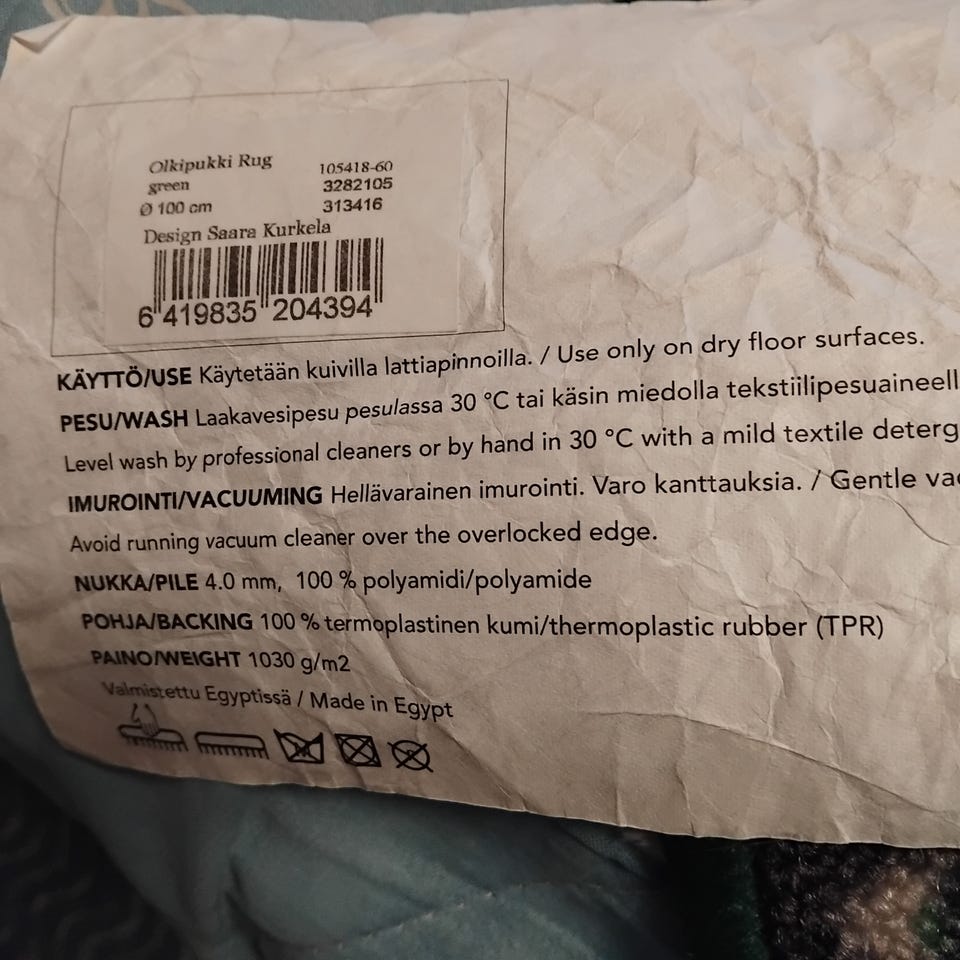 Olkipukki Rug 105418-60
green 3282105
Ø 100 cm 313416
Design Saara Kurkela
6 419835 204394
KÄYTTÖ/USE Käytetään kuivilla lattiapinnoilla. / Use only on dry floor surfaces.
PESU/WASH Laakavesipesu pesulassa 30 °C tai käsin miedolla tekstiilipesuaineell
Level wash by professional cleaners or by hand in 30 °C with a mild textile deterg
IMUROINTI/VACUUMING Hellävarainen imurointi. Varo kanttauksia. / Gentle vac
Avoid running vacuum cleaner over the overlocked edge.
NUKKA/PILE 4.0 mm, 100 % polyamidi/polyamide
POHJA/BACKING 100 % termoplastinen kumi/thermoplastic rubber (TPR)
PAINO/WEIGHT 1030 g/m2
Valmistettu Egyptissä / Made in Egypt